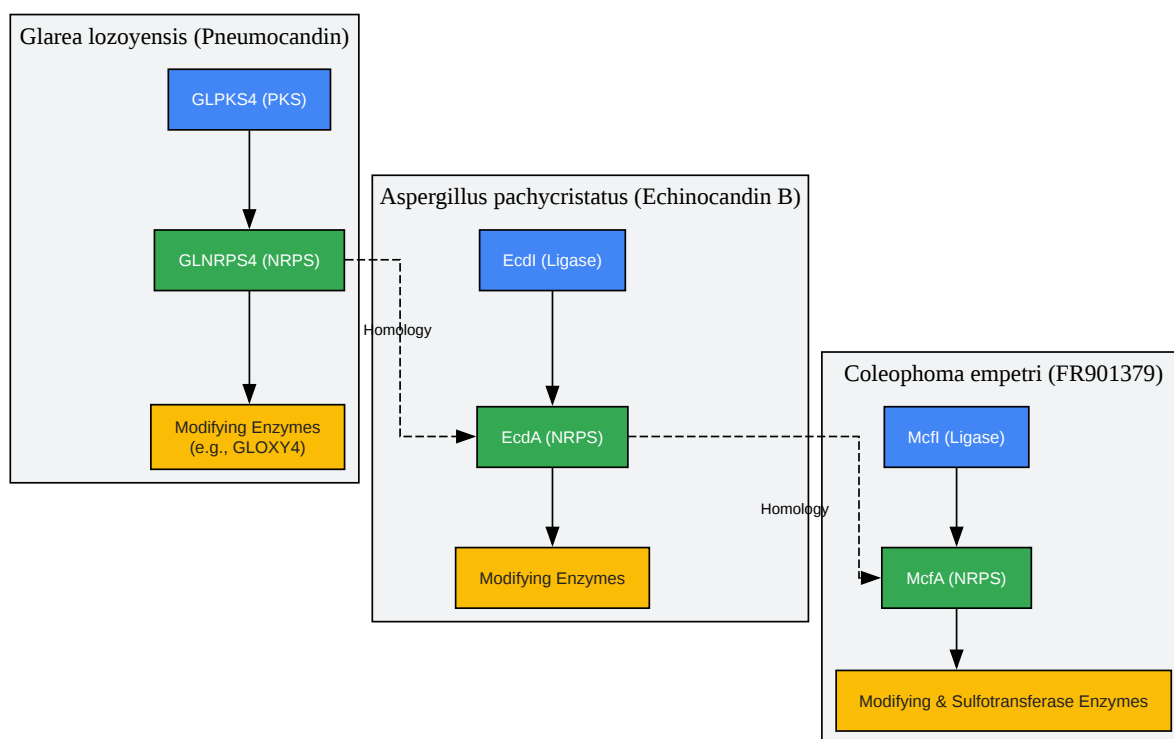 Glarea lozoyensis (Pneumocandin)
GLPKS4 (PKS)
GLNRPS4 (NRPS)
Modifying Enzymes
(e.g., GLOXY4)
Homology
Aspergillus pachycristatus (Echinocandin B)
EcdI (Ligase)
EcdA (NRPS)
Modifying Enzymes
Homology
Coleophoma empetri (FR901379)
McfI (Ligase)
McfA (NRPS)
Modifying & Sulfotransferase Enzymes